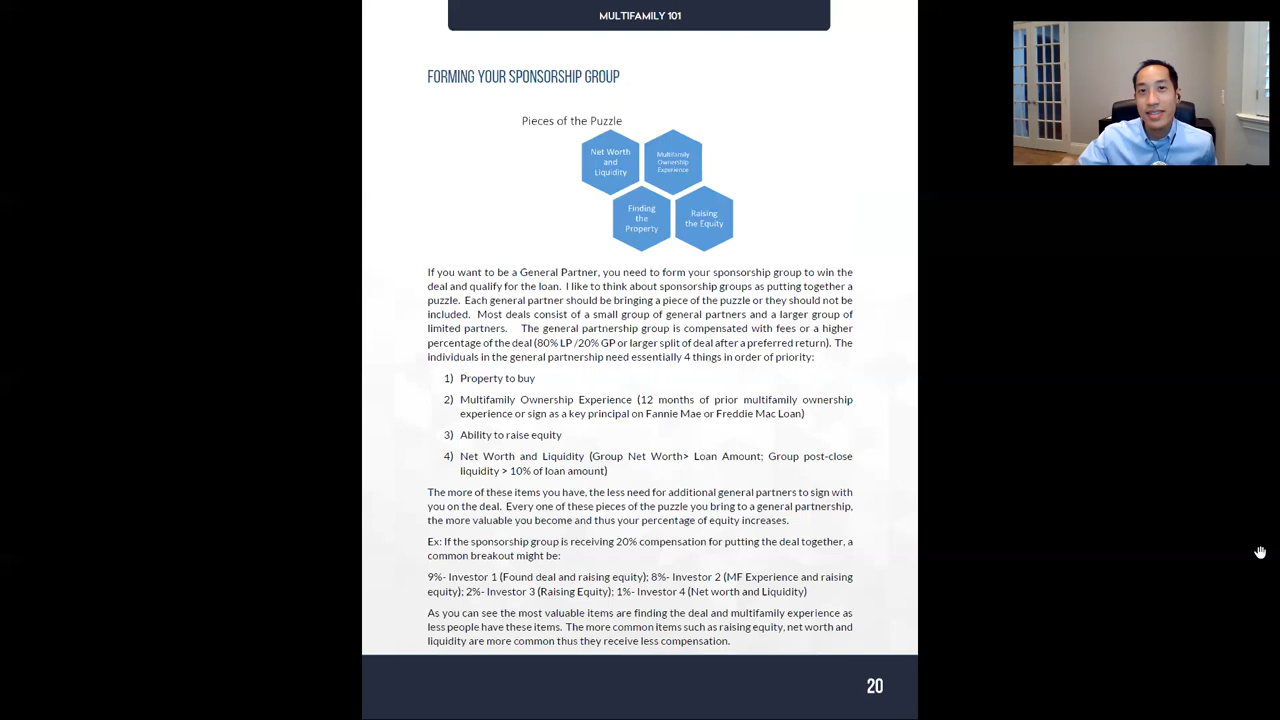 MULTIFAMILY 101
FORMING YOUR SPONSORSHIP GROUP
Pieces of the Puzzle
Net Worth
and
Liquidity
Multifamily
Ownership
Experience
Finding
the
Property
Raising
the Equity
If you want to be a General Partner, you need to form your sponsorship group to win the
deal and qualify for the loan. I like to think about sponsorship groups as putting together a
puzzle. Each general partner should be bringing a piece of the puzzle or they should not be
included. Most deals consist of a small group of general partners and a larger group of
limited partners. The general partnership group is compensated with fees or a higher
percentage of the deal (80% LP /20% GP or larger split of deal after a preferred return). The
individuals in the general partnership need essentially 4 things in order of priority:
1) Property to buy
2) Multifamily Ownership Experience (12 months of prior multifamily ownership
experience or sign as a key principal on Fannie Mae or Freddie Mac Loan)
3) Ability to raise equity
4) Net Worth and Liquidity (Group Net Worth> Loan Amount; Group post-close
liquidity > 10% of loan amount)
The more of these items you have, the less need for additional general partners to sign with
you on the deal. Every one of these pieces of the puzzle you bring to a general partnership,
the more valuable you become and thus your percentage of equity increases.
Ex: If the sponsorship group is receiving 20% compensation for putting the deal together, a
common breakout might be:
9%- Investor 1 (Found deal and raising equity); 8%- Investor 2 (MF Experience and raising
equity); 2%- Investor 3 (Raising Equity); 1%- Investor 4 (Net worth and Liquidity)
As you can see the most valuable items are finding the deal and multifamily experience as
less people have these items. The more common items such as raising equity, net worth and
liquidity are more common thus they receive less compensation.
20